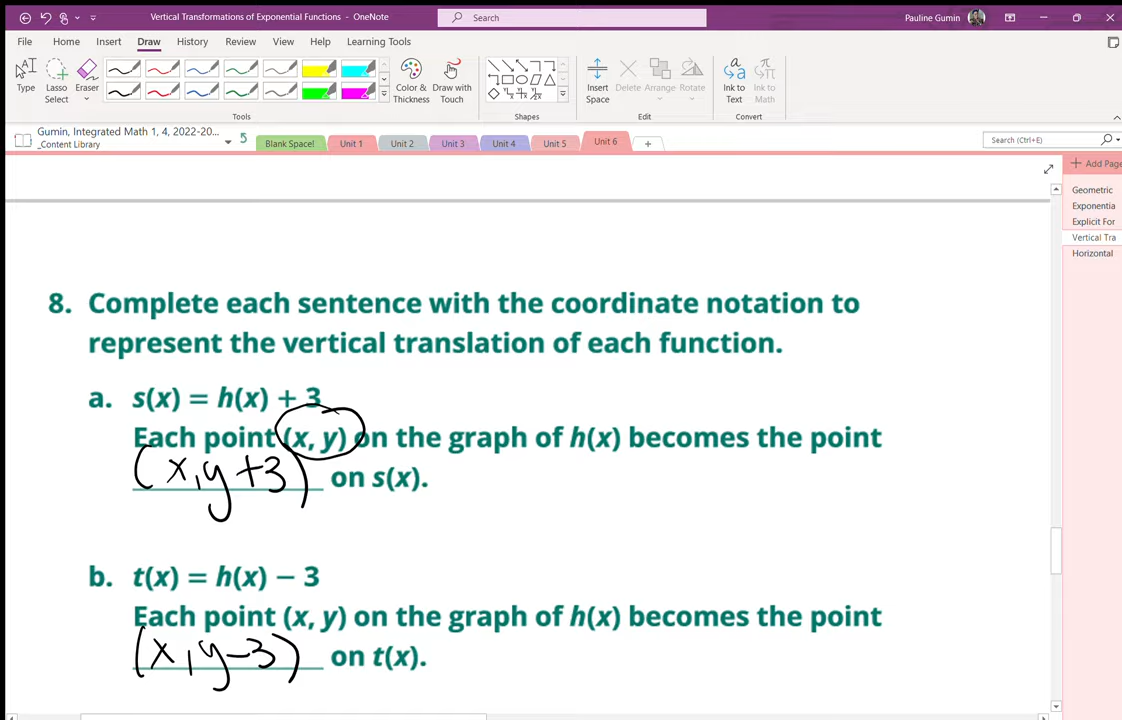 Vertical Transformations of Exponential Functions - OneNote
Search
Pauline Gumin
File Home Insert Draw History Review View Help Learning Tools
Type
Lasso Select
Eraser
Color & Thickness
Draw with Touch
Insert Space
Delete
Arrange
Rotate
Ink to Text
Ink to Math
Tools Shapes Edit Convert
Gumin, Integrated Math 1, 4, 2022-20...
_Content Library
Blank Space! Unit 1 Unit 2 Unit 3 Unit 4 Unit 5 Unit 6
Search (Ctrl+E)
Add Page
Geometric
Exponentia
Explicit For
Vertical Tra
Horizontal
8. Complete each sentence with the coordinate notation to
represent the vertical translation of each function.
a. s(x) = h(x) + 3
Each point (x, y) on the graph of h(x) becomes the point
(x, y + 3) on s(x).
b. t(x) = h(x) − 3
Each point (x, y) on the graph of h(x) becomes the point
(x, y − 3) on t(x).